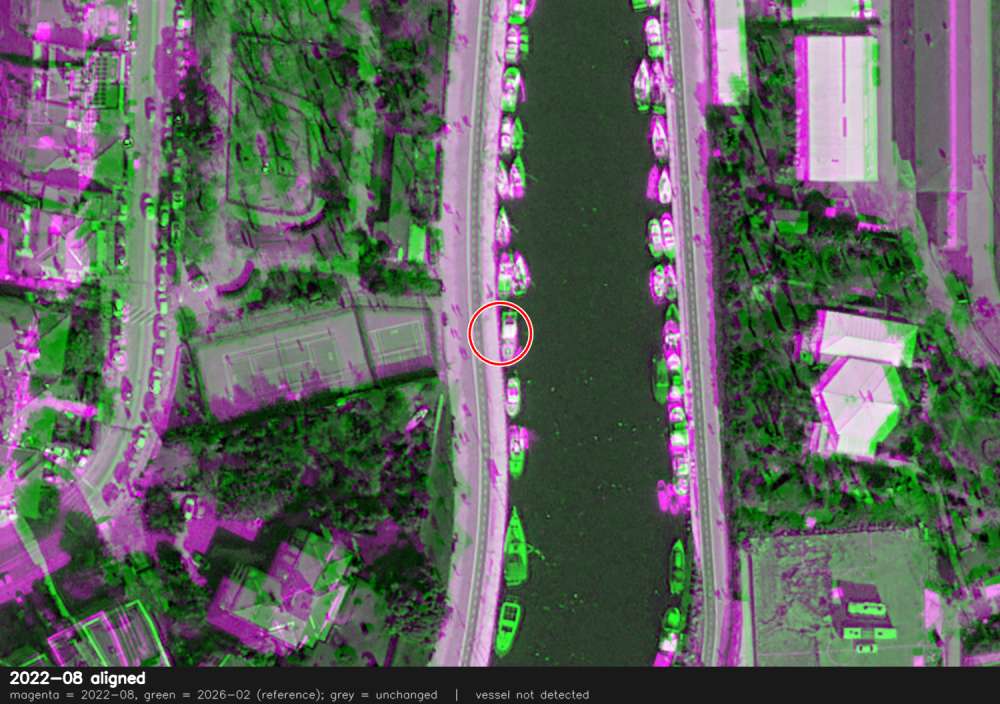 2022-08 aligned
magenta = 2022-08, green = 2026-02 (reference); grey = unchanged | vessel not detected